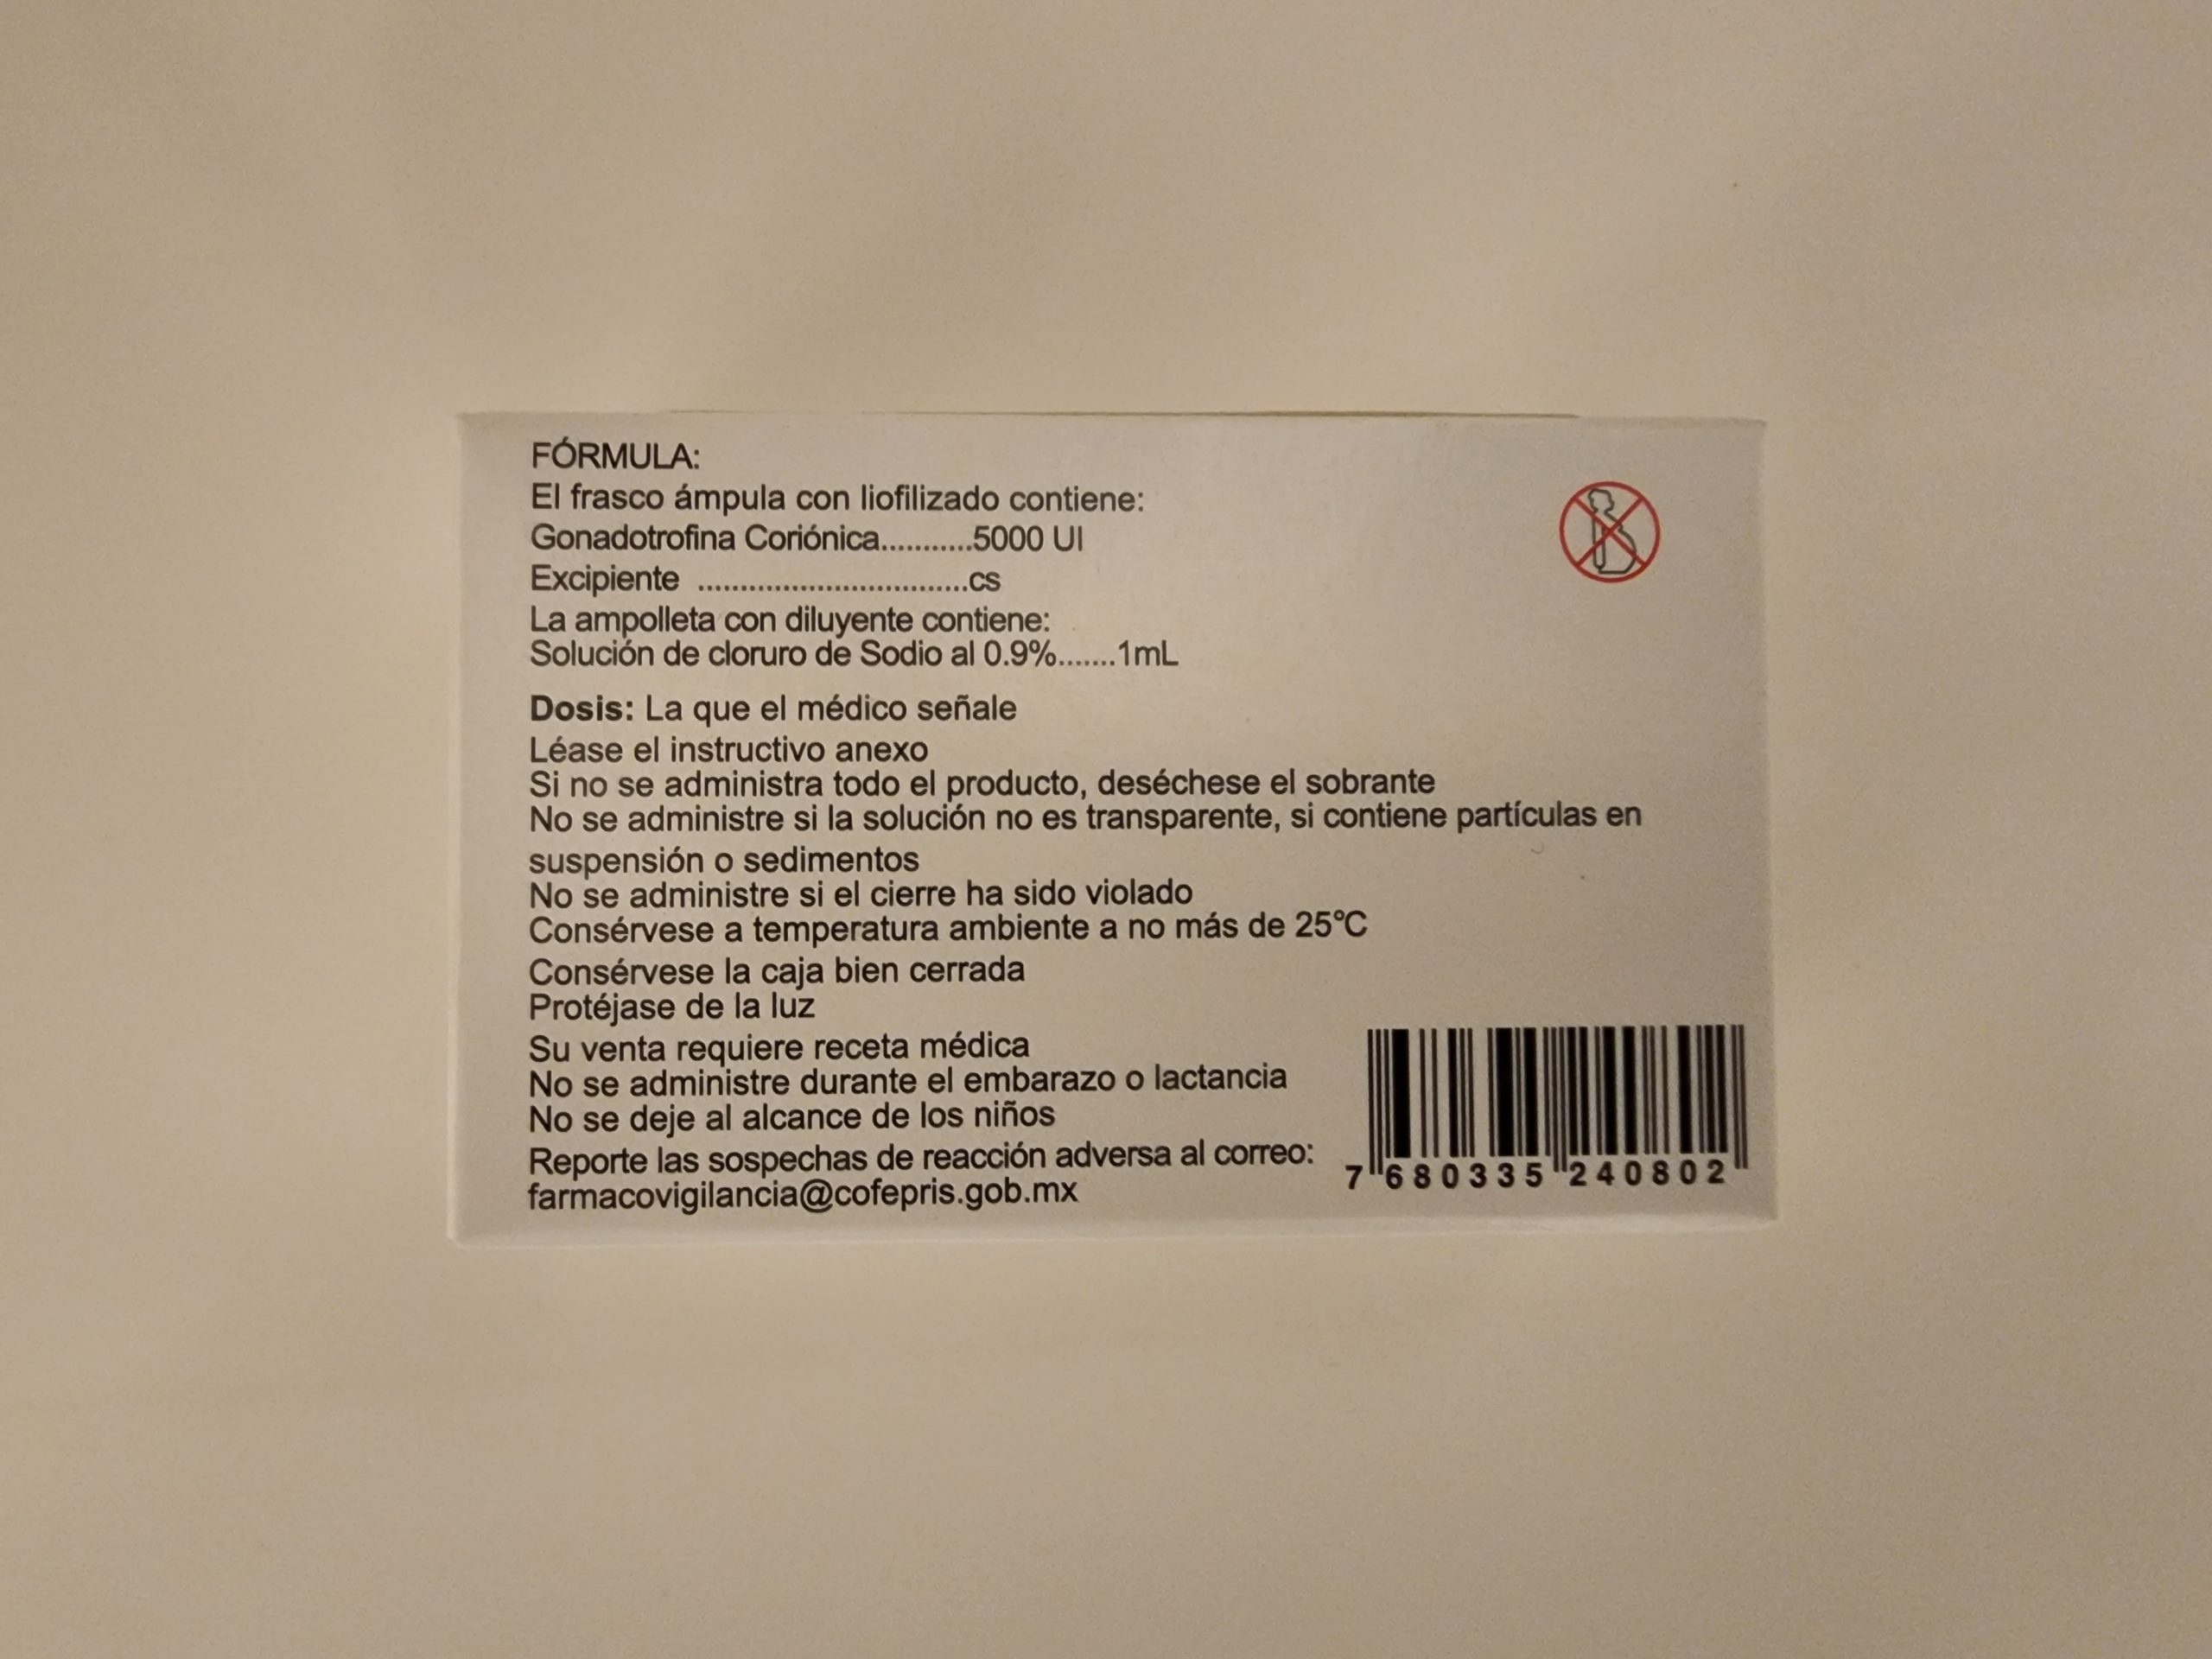 FÓRMULA:
El frasco ámpula con liofilizado contiene:
Gonadotrofina Coriónica...........5000 UI
Excipiente ................................cs
La ampolleta con diluyente contiene:
Solución de cloruro de Sodio al 0.9%.......1mL
Dosis: La que el médico señale
Léase el instructivo anexo
Si no se administra todo el producto, deséchese el sobrante
No se administre si la solución no es transparente, si contiene partículas en
suspensión o sedimentos
No se administre si el cierre ha sido violado
Consérvese a temperatura ambiente a no más de 25°C
Consérvese la caja bien cerrada
Protéjase de la luz
Su venta requiere receta médica
No se administre durante el embarazo o lactancia
No se deje al alcance de los niños
Reporte las sospechas de reacción adversa al correo:
farmacovigilancia@cofepris.gob.mx
7 680335 240802